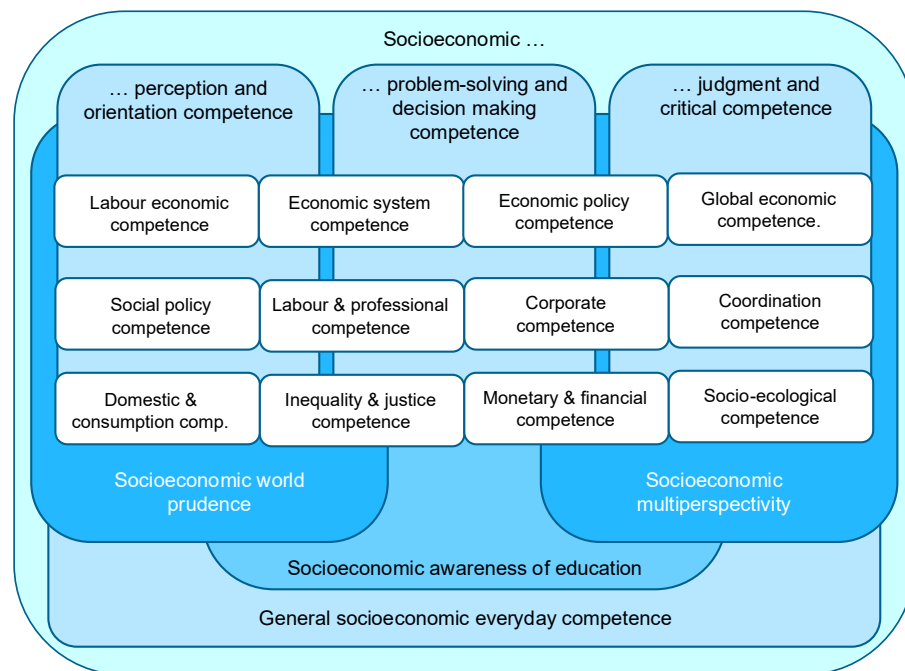 Socioeconomic …
… perception and
orientation competence
… problem-solving and
decision making
competence
… judgment and
critical competence
Labour economic
competence
Economic system
competence
Economic policy
competence
Global economic
competence.
Social policy
competence
Labour & professional
competence
Corporate
competence
Coordination
competence
Domestic &
consumption comp.
Inequality & justice
competence
Monetary & financial
competence
Socio-ecological
competence
Socioeconomic world
prudence
Socioeconomic
multiperspectivity
Socioeconomic awareness of education
General socioeconomic everyday competence